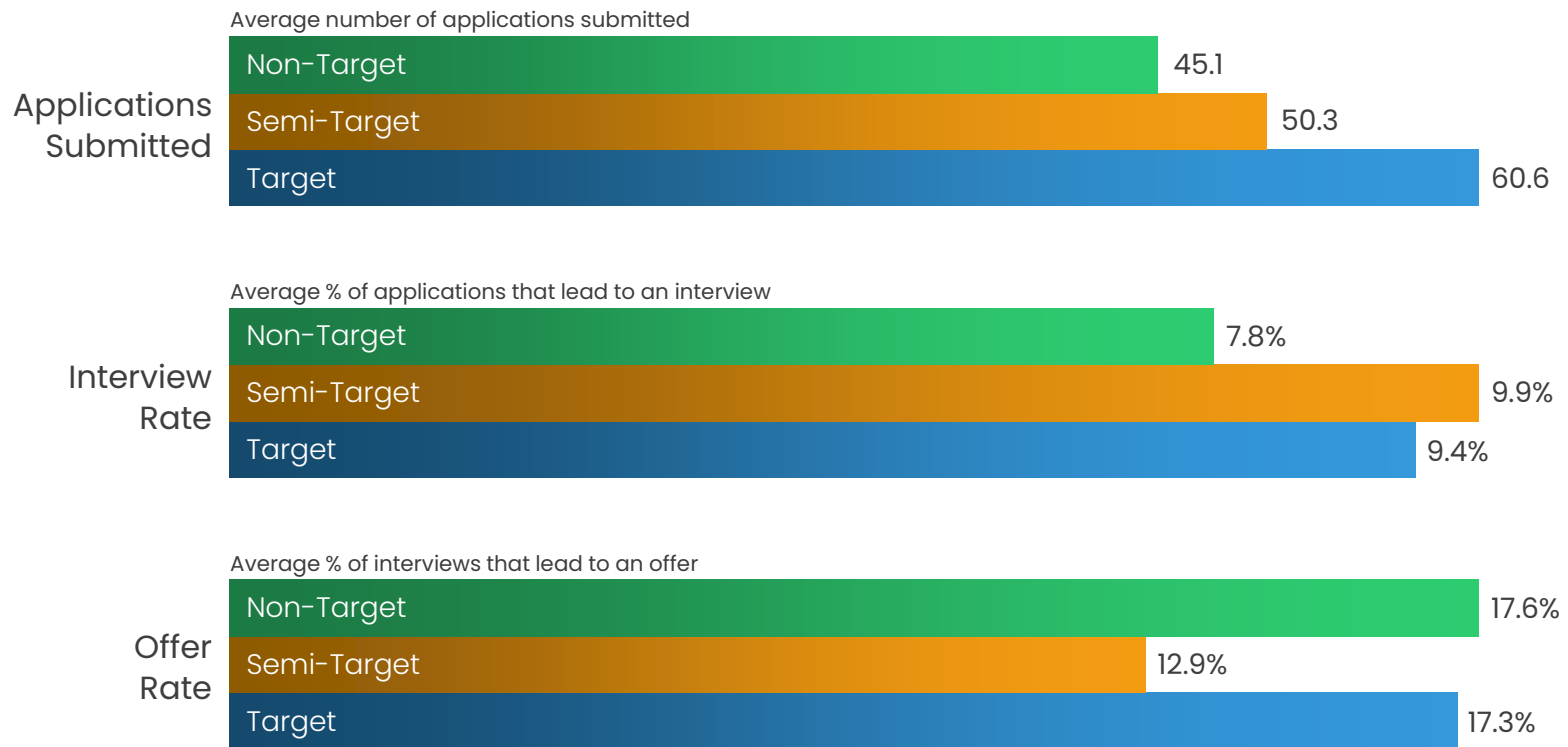 Average number of applications submitted
Applications
Submitted
Non-Target
45.1
Semi-Target
50.3
Target
60.6
Average % of applications that lead to an interview
Interview
Rate
Non-Target
7.8%
Semi-Target
9.9%
Target
9.4%
Average % of interviews that lead to an offer
Offer
Rate
Non-Target
17.6%
Semi-Target
12.9%
Target
17.3%